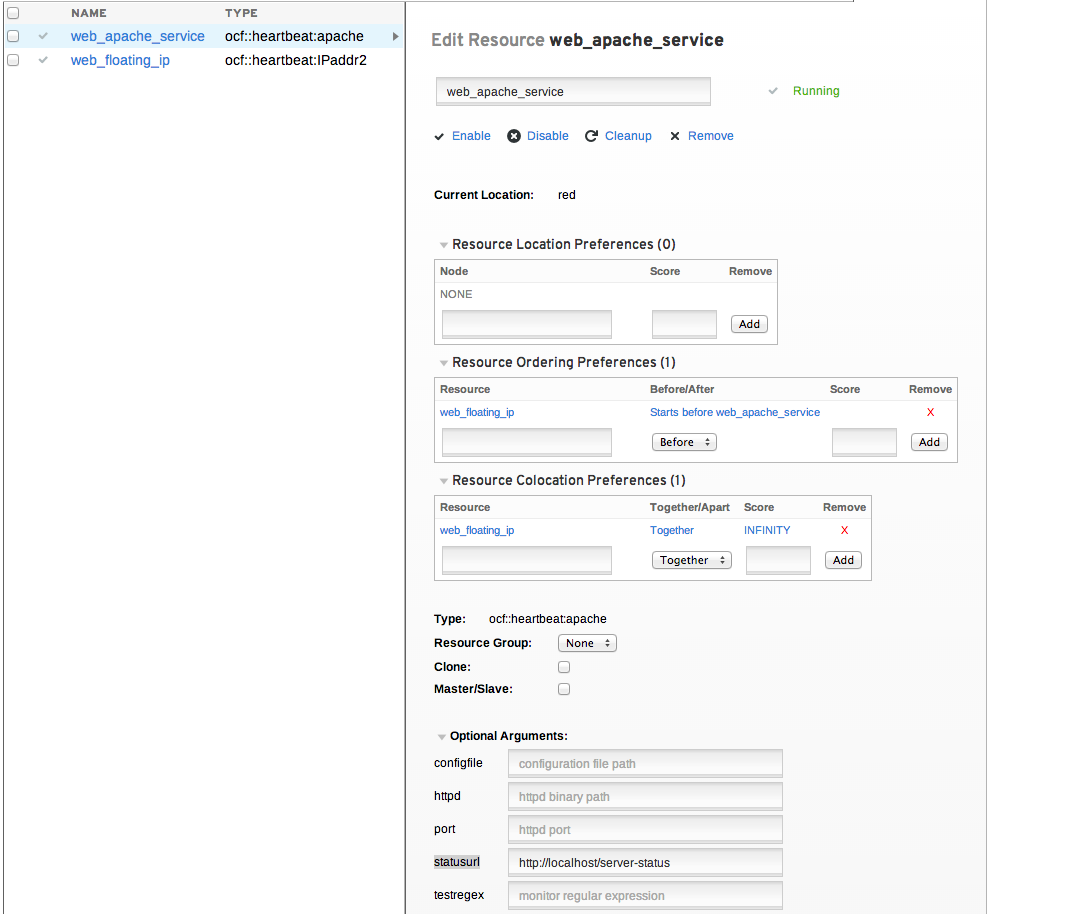 NAME TYPE
web_apache_service ocf::heartbeat:apache
web_floating_ip ocf::heartbeat:IPaddr2
Edit Resource web_apache_service
web_apache_service Running
Enable Disable Cleanup Remove
Current Location: red
Resource Location Preferences (0)
Node Score Remove
NONE
Add
Resource Ordering Preferences (1)
Resource Before/After Score Remove
web_floating_ip Starts before web_apache_service X
Before Add
Resource Colocation Preferences (1)
Resource Together/Apart Score Remove
web_floating_ip Together INFINITY X
Together Add
Type: ocf::heartbeat:apache
Resource Group: None
Clone:
Master/Slave:
Optional Arguments:
configfile configuration file path
httpd httpd binary path
port httpd port
statusurl http://localhost/server-status
testregex monitor regular expression